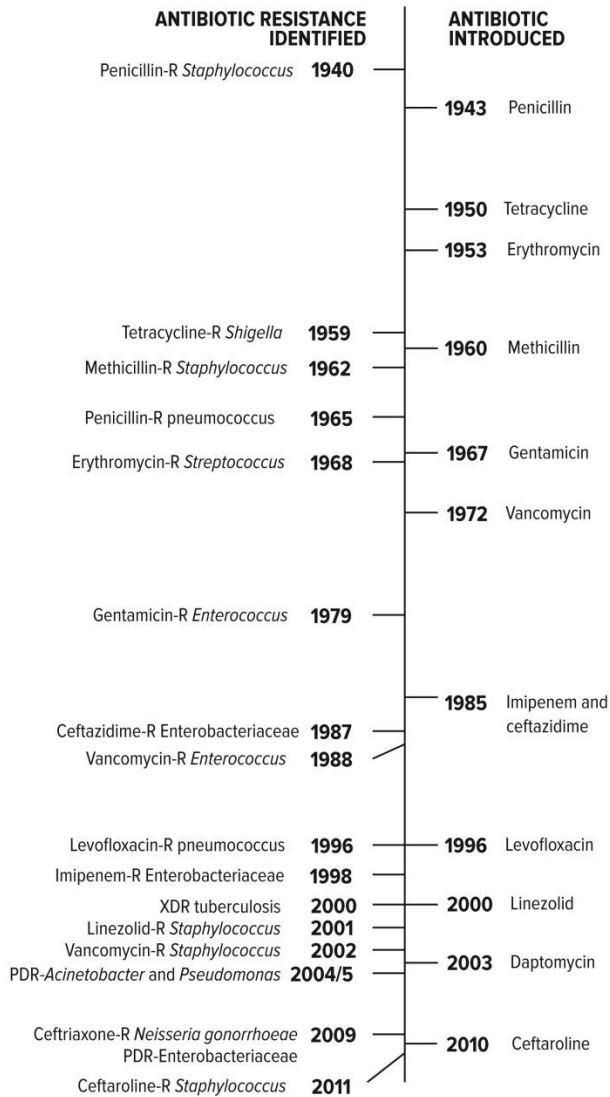 ANTIBIOTIC RESISTANCE
IDENTIFIED
ANTIBIOTIC
INTRODUCED
Penicillin-R Staphylococcus 1940
1943 Penicillin
1950 Tetracycline
1953 Erythromycin
Tetracycline-R Shigella 1959
1960 Methicillin
Methicillin-R Staphylococcus 1962
Penicillin-R pneumococcus 1965
1967 Gentamicin
Erythromycin-R Streptococcus 1968
1972 Vancomycin
Gentamicin-R Enterococcus 1979
1985 Imipenem and
ceftazidime
Ceftazidime-R Enterobacteriaceae 1987
Vancomycin-R Enterococcus 1988
Levofloxacin-R pneumococcus 1996
1996 Levofloxacin
Imipenem-R Enterobacteriaceae 1998
XDR tuberculosis 2000
2000 Linezolid
Linezolid-R Staphylococcus 2001
Vancomycin-R Staphylococcus 2002
2003 Daptomycin
PDR-Acinetobacter and Pseudomonas 2004/5
Ceftriaxone-R Neisseria gonorrhoeae 2009
PDR-Enterobacteriaceae
2010 Ceftaroline
Ceftaroline-R Staphylococcus 2011